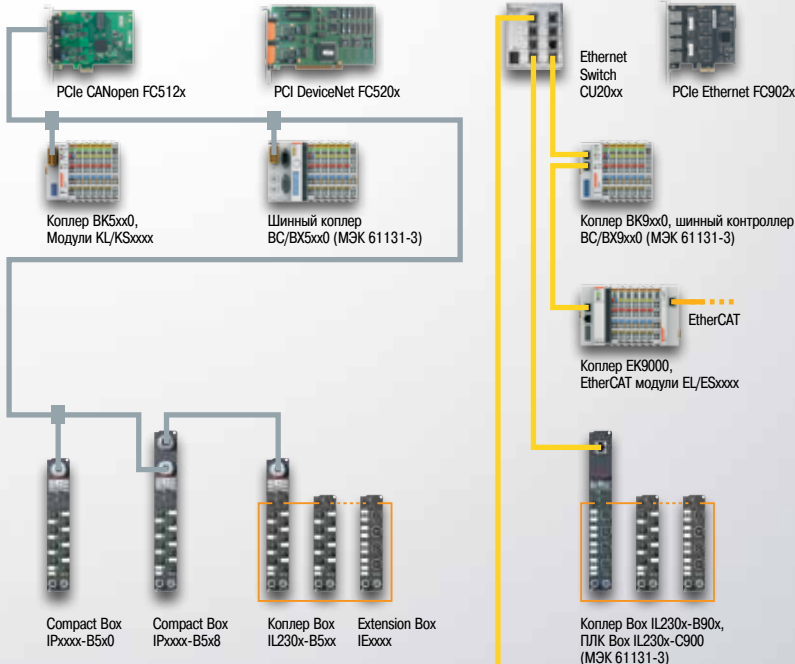 PCIe CANopen FC512x
PCI DeviceNet FC520x
Ethernet
Switch
CU20xx
PCIe Ethernet FC902x
Коплер BK5xx0,
Модули KL/KSxxxx
Шинный коплер
BC/BX5xx0 (МЭК 61131-3)
Коплер BK9xx0, шинный контроллер
BC/BX9xx0 (МЭК 61131-3)
EtherCAT
Коплер EK9000,
EtherCAT модули EL/ESxxxx
Compact Box
IPxxxx-B5x0
Compact Box
IPxxxx-B5x8
Коплер Box
IL230x-B5xx
Extension Box
IExxxx
Коплер Box IL230x-B90x,
ПЛК Box IL230x-C900
(МЭК 61131-3)